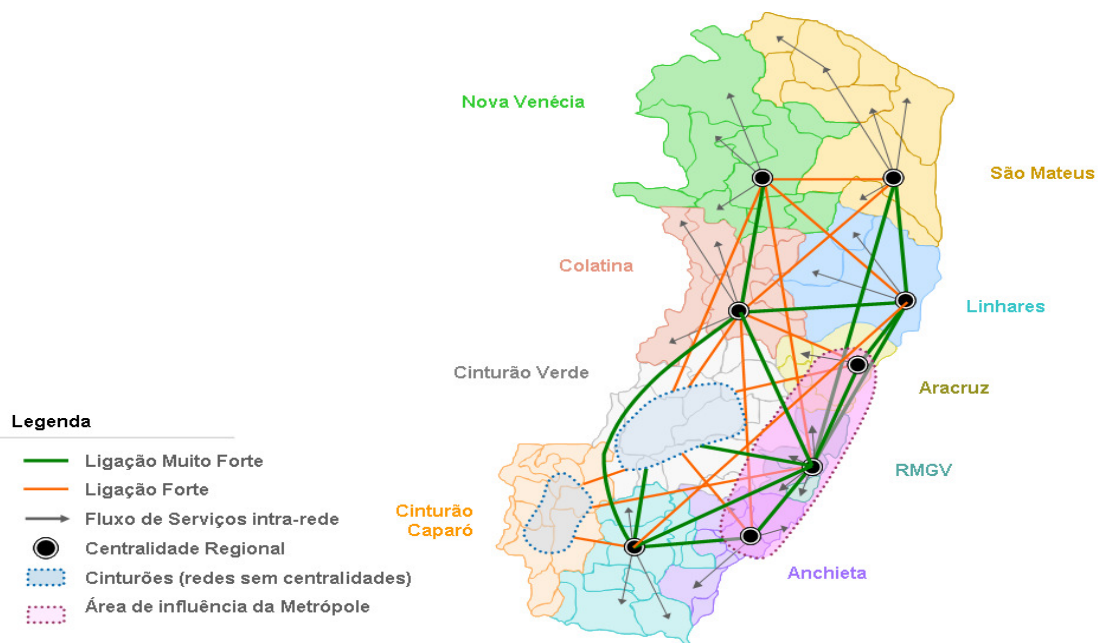 Nova Venécia
São Mateus
Colatina
Linhares
Cinturão Verde
Aracruz
Legenda
Ligação Muito Forte
RMGV
Ligação Forte
Cinturão
Caparó
Fluxo de Serviços intra-rede
Centralidade Regional
Anchieta
Cinturões (redes sem centralidades)
Área de influência da Metrópole